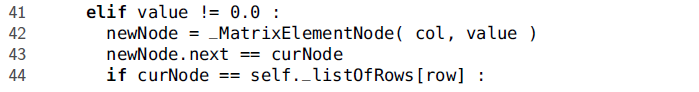 41 elif value != 0.0 :
42 newNode = _MatrixElementNode( col, value )
43 newNode.next == curNode
44 if curNode == self._listOfRows[row] :